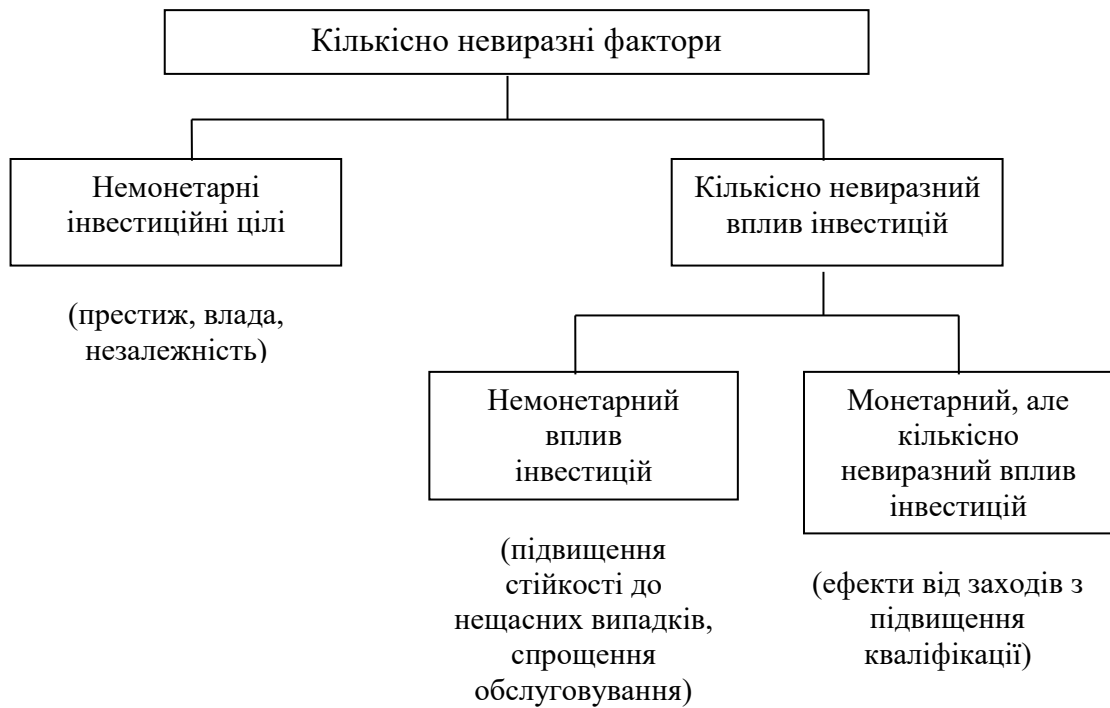 Кількісно невиразні фактори
Немонетарні
інвестиційні цілі
Кількісно невиразний
вплив інвестицій
(престиж, влада,
незалежність)
Немонетарний
вплив
інвестицій
Монетарний, але
кількісно
невиразний вплив
інвестицій
(підвищення
стійкості до
нещасних випадків,
спрощення
обслуговування)
(ефекти від заходів з
підвищення
кваліфікації)